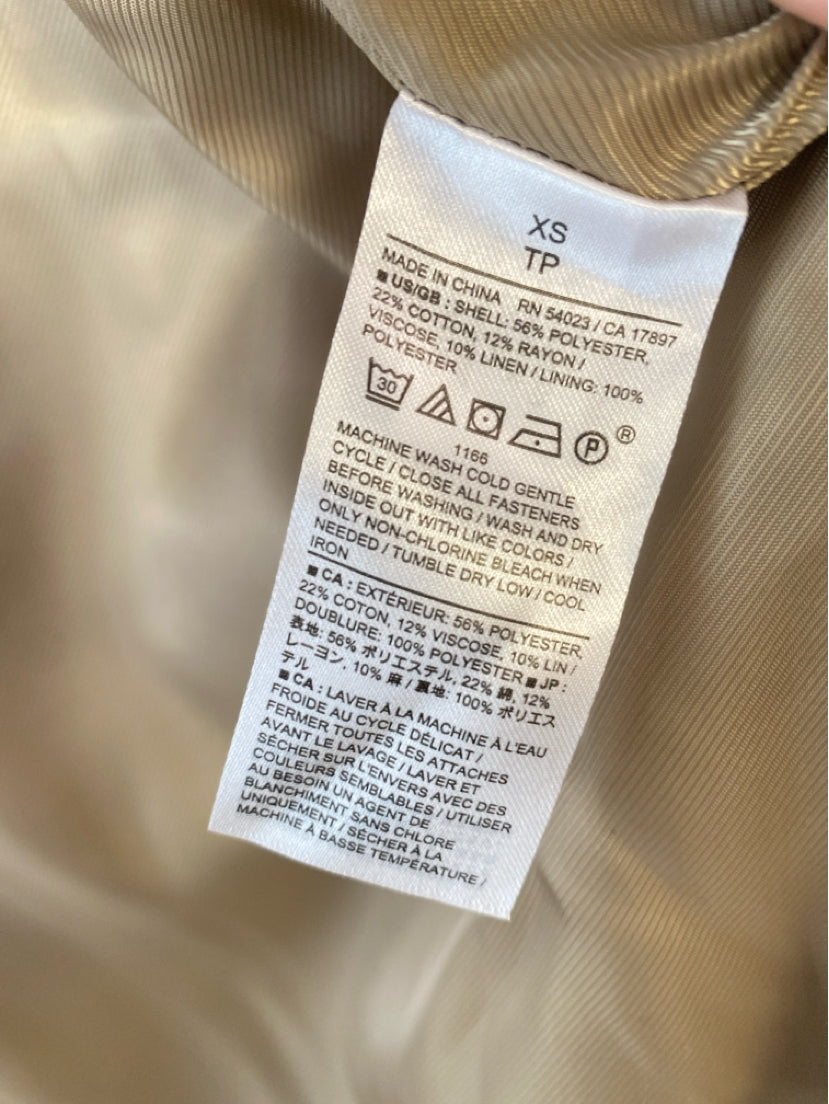 XS
TP
MADE IN CHINA RN 54023 / CA 17897
■ US/GB : SHELL: 56% POLYESTER,
22% COTTON, 12% RAYON /
VISCOSE, 10% LINEN / LINING: 100%
POLYESTER
30 P ®
1166
MACHINE WASH COLD GENTLE
CYCLE / CLOSE ALL FASTENERS
BEFORE WASHING / WASH AND DRY
INSIDE OUT WITH LIKE COLORS /
ONLY NON-CHLORINE BLEACH WHEN
NEEDED / TUMBLE DRY LOW / COOL
IRON
■ CA : EXTÉRIEUR: 56% POLYESTER,
22% COTON, 12% VISCOSE, 10% LIN /
DOUBLURE: 100% POLYESTER ■ JP :
表地: 56% ポリエステル, 22% 綿, 12%
レーヨン, 10% 麻 / 裏地: 100% ポリエス
テル
■ CA : LAVER À LA MACHINE À L'EAU
FROIDE AU CYCLE DÉLICAT /
FERMER TOUTES LES ATTACHES
AVANT LE LAVAGE / LAVER ET
SÉCHER SUR L'ENVERS AVEC DES
COULEURS SEMBLABLES / UTILISER
AU BESOIN UN AGENT DE
BLANCHIMENT SANS CHLORE
UNIQUEMENT / SÉCHER À LA
MACHINE À BASSE TEMPÉRATURE /